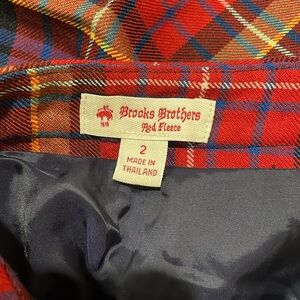 Brooks Brothers
Red Fleece
2
MADE IN
THAILAND